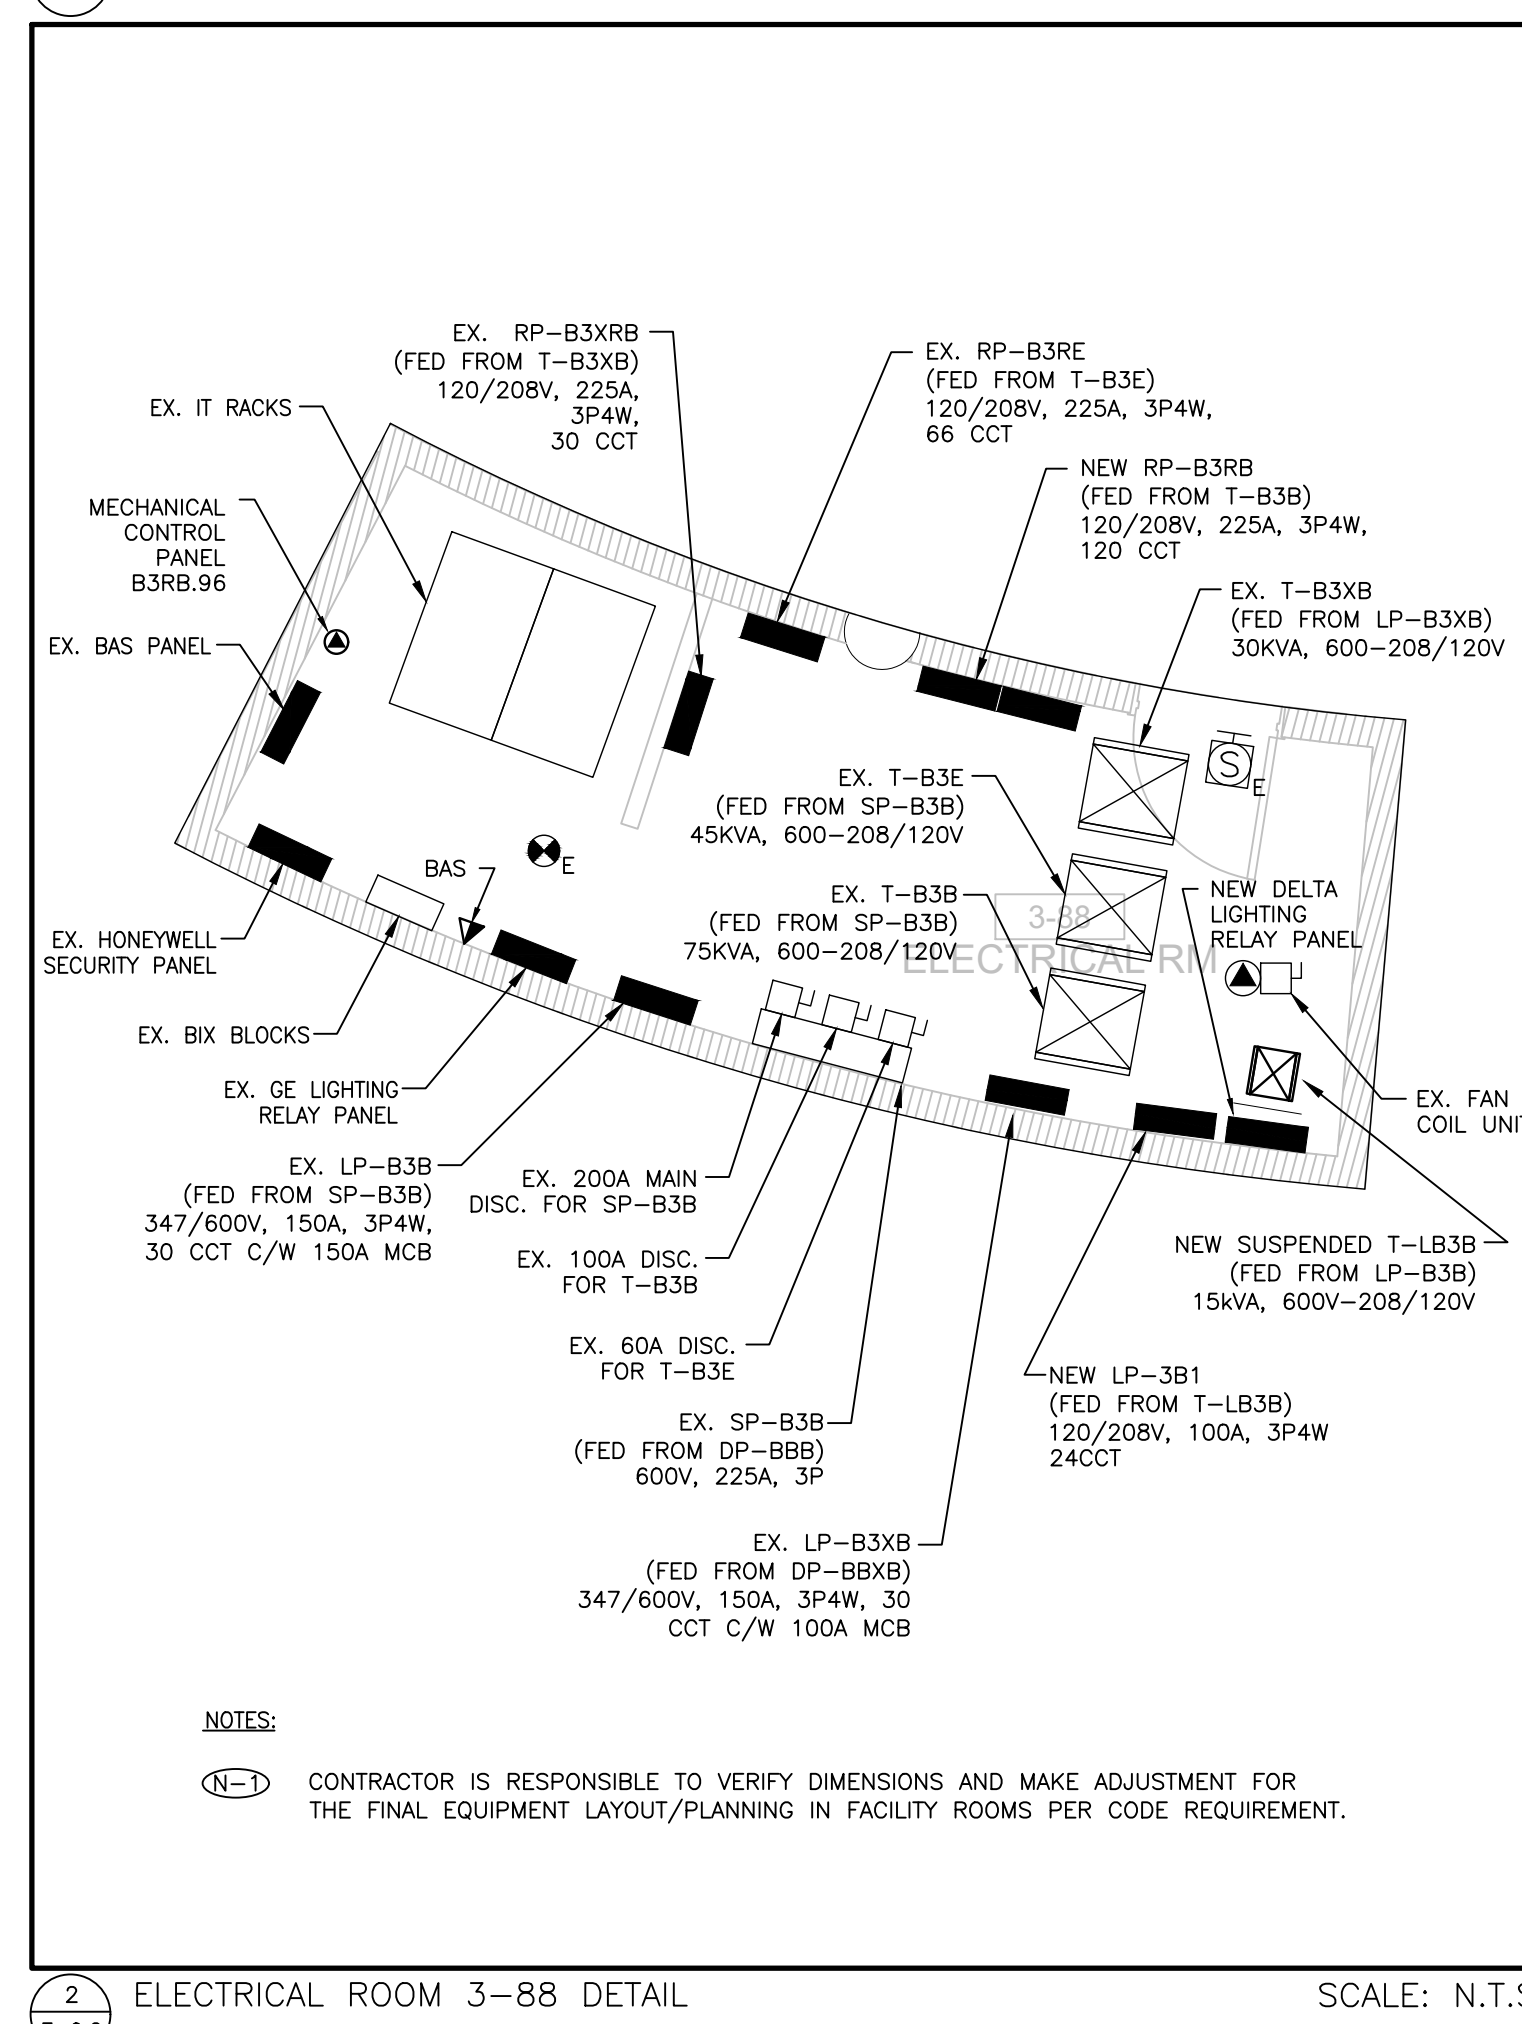 EX. RP-B3XRB
(FED FROM T-B3XB)
120/208V, 225A,
3P4W,
30 CCT
EX. RP-B3RE
(FED FROM T-B3E)
120/208V, 225A, 3P4W,
66 CCT
EX. IT RACKS
NEW RP-B3RB
(FED FROM T-B3B)
120/208V, 225A, 3P4W,
120 CCT
MECHANICAL
CONTROL
PANEL
B3RB.96
EX. T-B3XB
(FED FROM LP-B3XB)
30KVA, 600-208/120V
EX. BAS PANEL
S
E
EX. T-B3E
(FED FROM SP-B3B)
45KVA, 600-208/120V
E
BAS
EX. T-B3B
(FED FROM SP-B3B)
75KVA, 600-208/120V
3-88
ELECTRICAL RM
NEW DELTA
LIGHTING
RELAY PANEL
EX. HONEYWELL
SECURITY PANEL
EX. BIX BLOCKS
EX. GE LIGHTING
RELAY PANEL
EX. FAN
COIL UNIT
EX. LP-B3B
(FED FROM SP-B3B)
347/600V, 150A, 3P4W,
30 CCT C/W 150A MCB
EX. 200A MAIN
DISC. FOR SP-B3B
EX. 100A DISC.
FOR T-B3B
NEW SUSPENDED T-LB3B
(FED FROM LP-B3B)
15kVA, 600V-208/120V
EX. 60A DISC.
FOR T-B3E
NEW LP-3B1
(FED FROM T-LB3B)
120/208V, 100A, 3P4W
24CCT
EX. SP-B3B
(FED FROM DP-BBB)
600V, 225A, 3P
EX. LP-B3XB
(FED FROM DP-BBXB)
347/600V, 150A, 3P4W, 30
CCT C/W 100A MCB
NOTES:
N-1 CONTRACTOR IS RESPONSIBLE TO VERIFY DIMENSIONS AND MAKE ADJUSTMENT FOR
THE FINAL EQUIPMENT LAYOUT/PLANNING IN FACILITY ROOMS PER CODE REQUIREMENT.
2 ELECTRICAL ROOM 3-88 DETAIL
SCALE: N.T.S